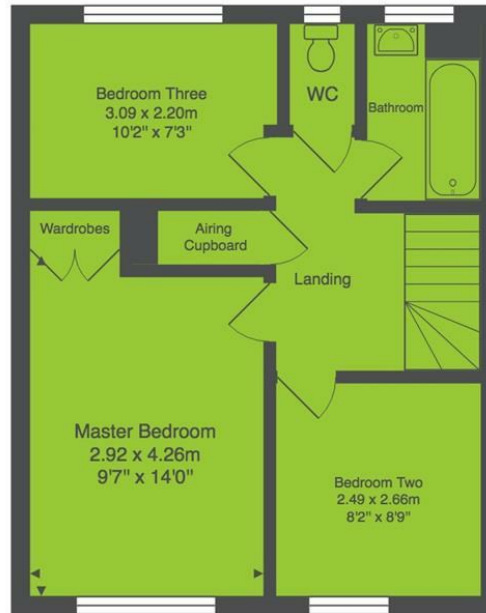 Bedroom Three
3.09 x 2.20m
10'2" x 7'3"
WC
Bathroom
Wardrobes
Airing
Cupboard
Landing
Master Bedroom
2.92 x 4.26m
9'7" x 14'0"
Bedroom Two
2.49 x 2.66m
8'2" x 8'9"